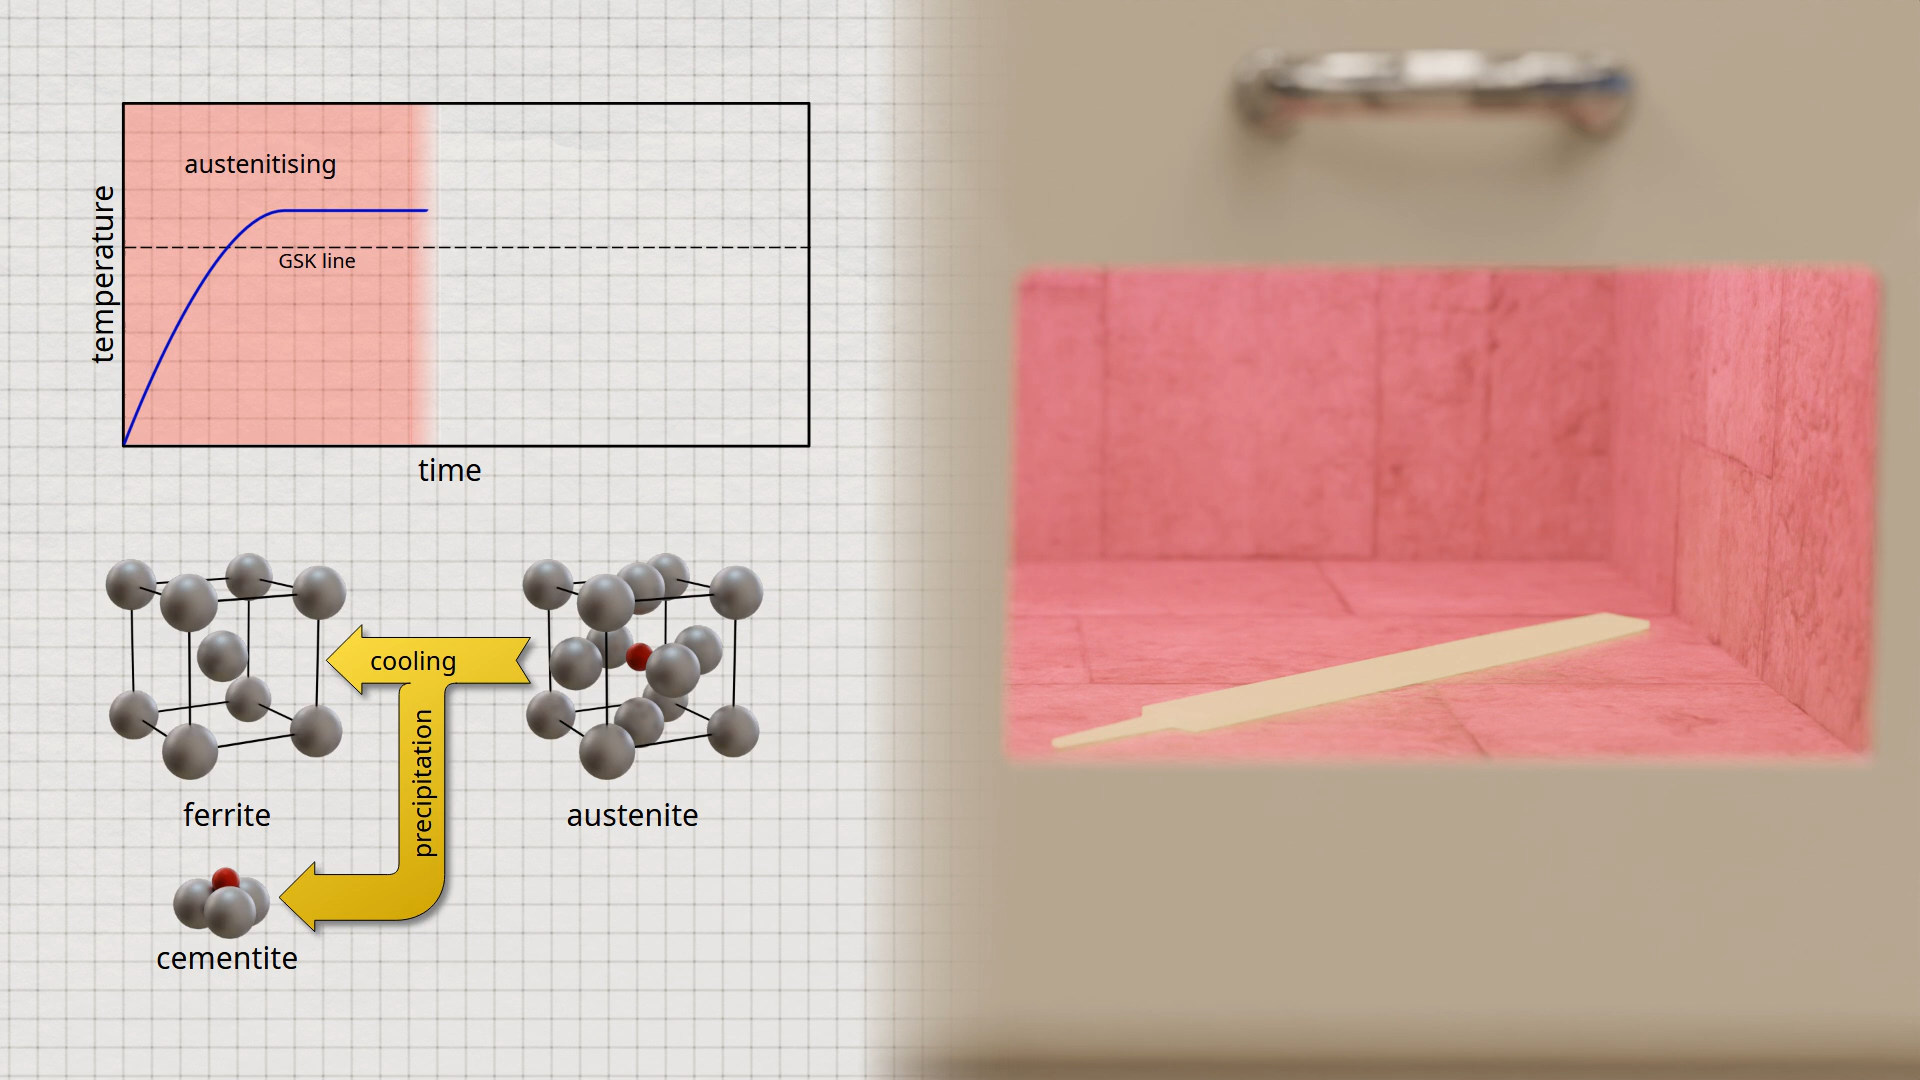 austenitising
GSK line
temperature
time
cooling
precipitation
ferrite
austenite
cementite